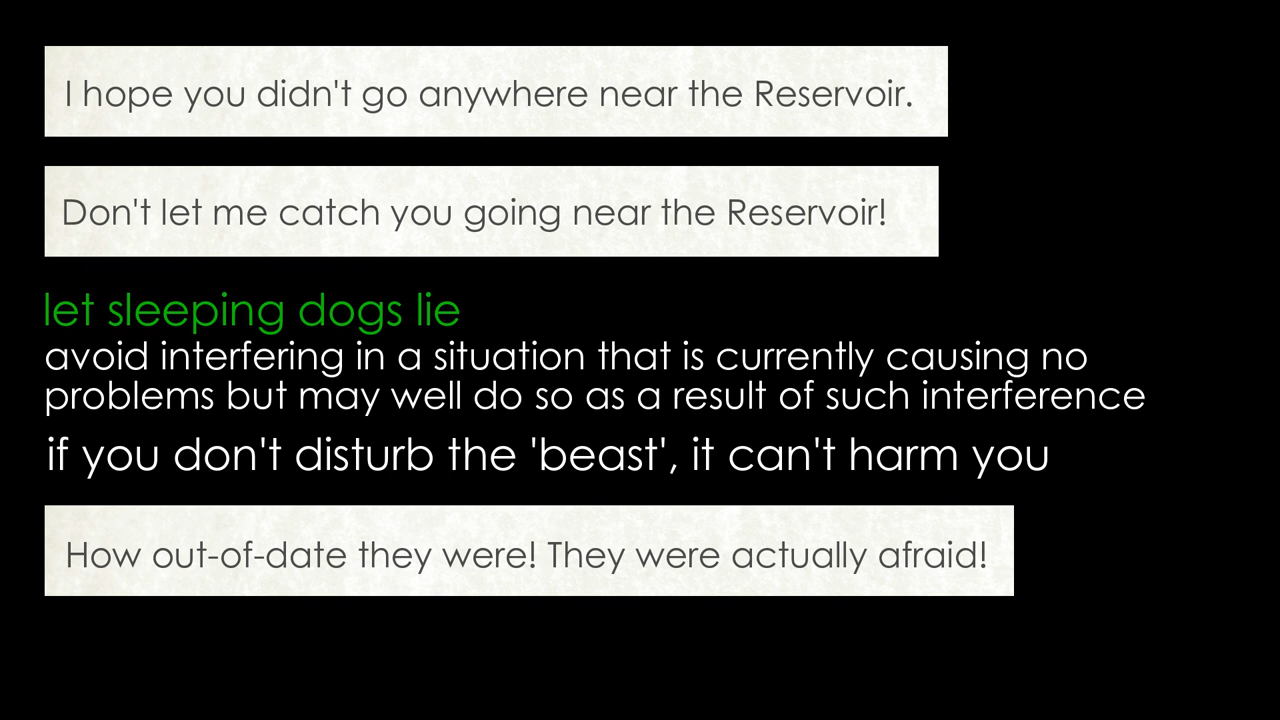 I hope you didn't go anywhere near the Reservoir.
Don't let me catch you going near the Reservoir!
let sleeping dogs lie
avoid interfering in a situation that is currently causing no
problems but may well do so as a result of such interference
if you don't disturb the 'beast', it can't harm you
How out-of-date they were! They were actually afraid!